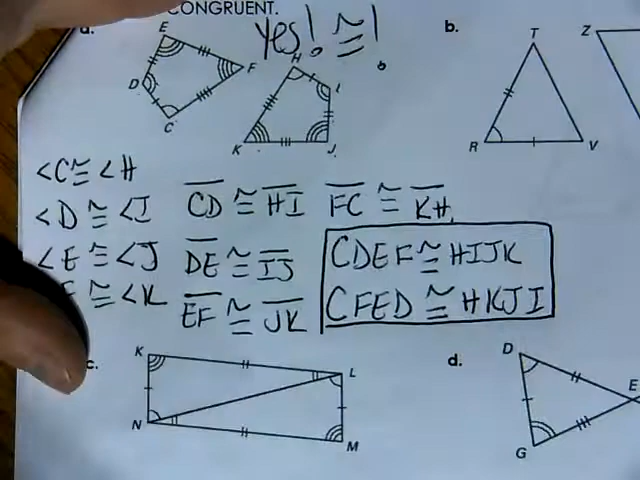 CONGRUENT.
a.
yes! ≅!
b.
E
D
F
C
H
I
K
J
T
R
V
Z
<C ≅ <H
<D ≅ <I CD ≅ HI FC ≅ KH
<E ≅ <J DE ≅ IJ CDEF ≅ HIJK
≅ <K EF ≅ JK CFED ≅ HKJI
c.
K
L
N
M
d.
D
E
G